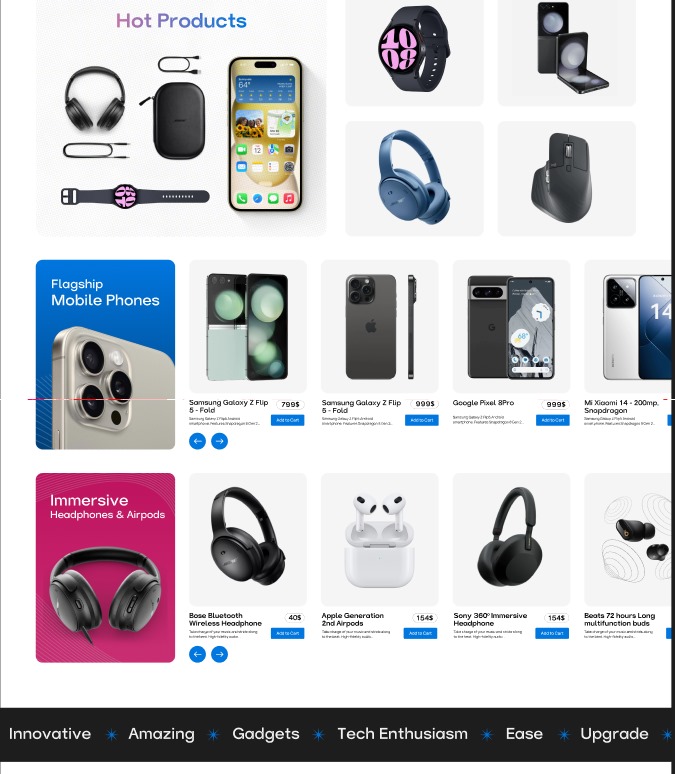 Hot Products
Flagship
Mobile Phones
Samsung Galaxy Z Flip
5 - Fold
799$
Samsung Galaxy Z Flip5 Android
smartphone. Features Snapdragon 8 Gen 2...
Add to Cart
Samsung Galaxy Z Flip
5 - Fold
999$
Samsung Galaxy Z Flip5 Android
smartphone. Features Snapdragon 8 Gen 2...
Add to Cart
Google Pixel 8Pro
999$
Samsung Galaxy Z Flip5 Android
smartphone. Features Snapdragon 8 Gen 2...
Add to Cart
Mi Xiaomi 14 - 200mp.
Snapdragon
Samsung Galaxy Z Flip5 Android
smartphone. Features Snapdragon 8 Gen 2...
Immersive
Headphones & Airpods
Bose Bluetooth
Wireless Headphone
40$
Take charge of your music and stride along
to the beat. High-fidelity audio
Add to Cart
Apple Generation
2nd Airpods
154$
Take charge of your music and stride along
to the beat. High-fidelity audio...
Add to Cart
Sony 360° Immersive
Headphone
154$
Take charge of your music and stride along
to the beat. High-fidelity audio...
Add to Cart
Beats 72 hours Long
multifunction buds
Take charge of your music and stride along
to the beat. High-fidelity audio...
Innovative Amazing Gadgets Tech Enthusiasm Ease Upgrade